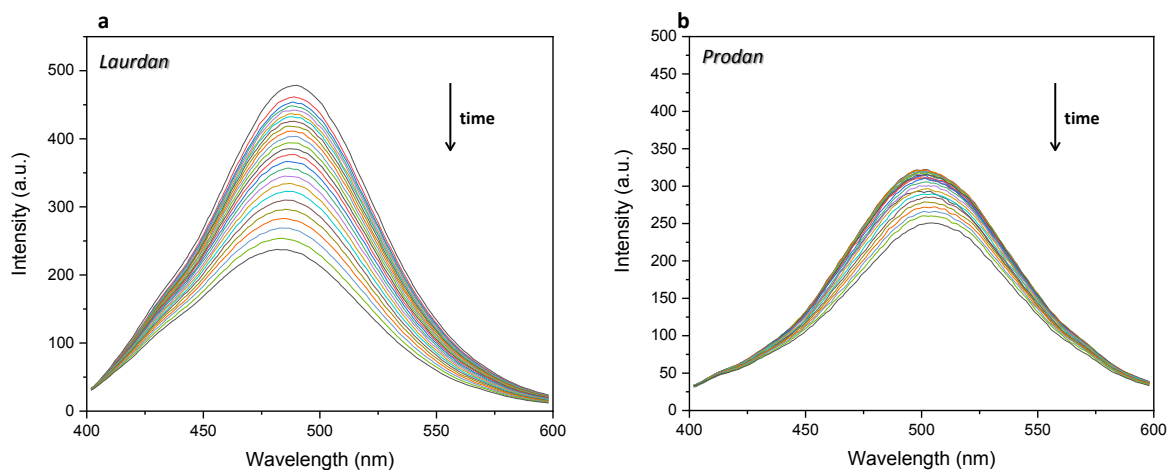 a
Laurdan
time
500
400
300
200
100
0
400 450 500 550 600
Intensity (a.u.)
Wavelength (nm)
b
Prodan
time
500
450
400
350
300
250
200
150
100
50
0
400 450 500 550 600
Intensity (a.u.)
Wavelength (nm)